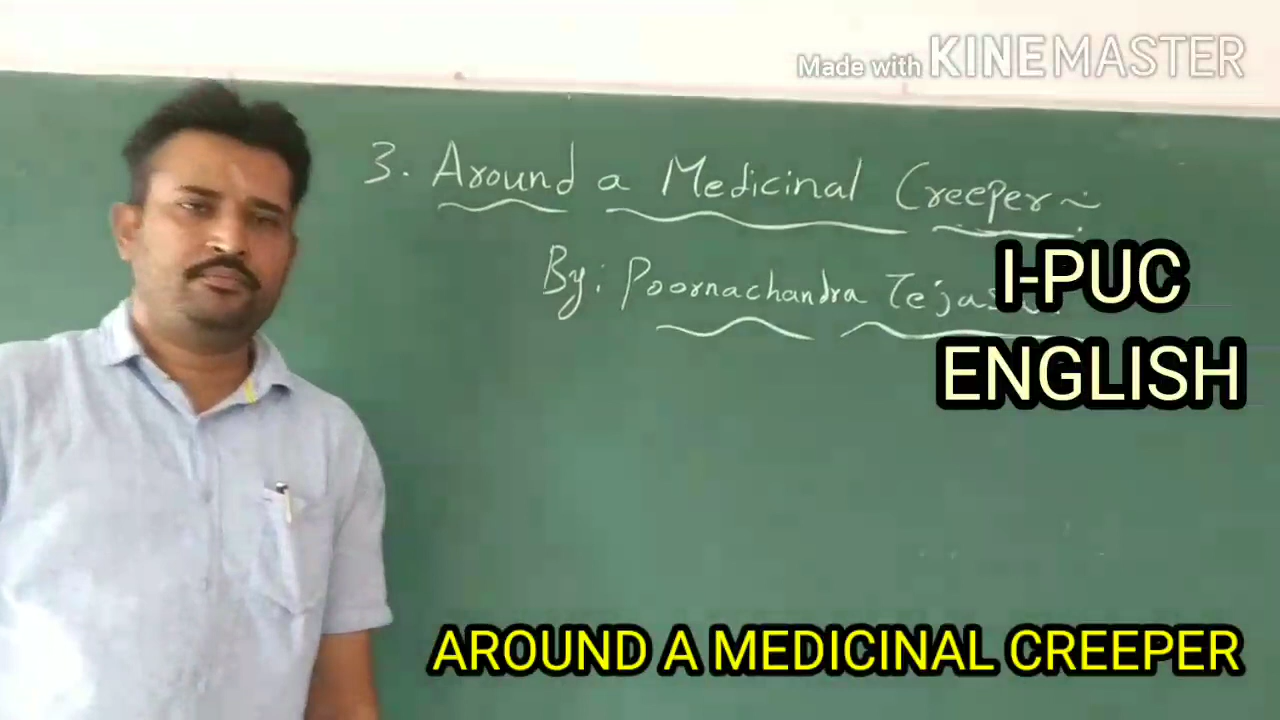 Made with KINEMASTER
3. Around a Medicinal Creeper ~
By: Poornachandra
I-PUC
ENGLISH
AROUND A MEDICINAL CREEPER